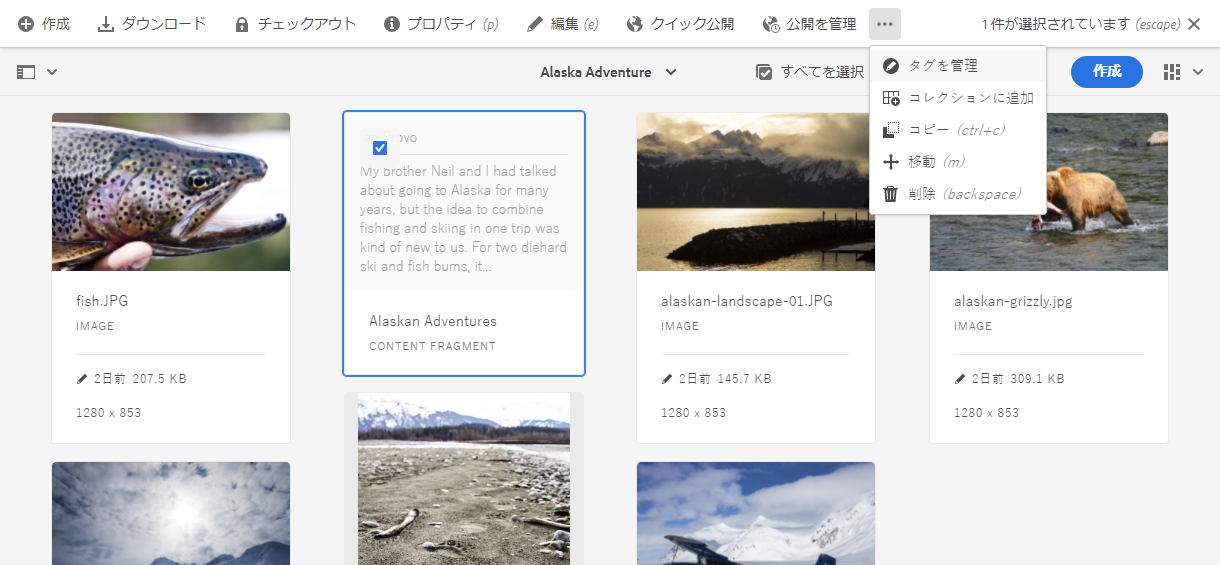 作成 ダウンロード チェックアウト プロパティ (p) 編集 (e) クイック公開 公開を管理 ••• 1件が選択されています (escape)
Alaska Adventure すべてを選択 作成
タグを管理
コレクションに追加
コピー (ctrl+c)
移動 (m)
削除 (backspace)
My brother Neil and I had talked
about going to Alaska for many
years, but the idea to combine
fishing and skiing in one trip was
kind of new to us. For two diehard
ski and fish bums, it...
fish.JPG
IMAGE
2日前 207.5 KB
1280 x 853
Alaskan Adventures
CONTENT FRAGMENT
alaskan-landscape-01.JPG
IMAGE
2日前 145.7 KB
1280 x 853
alaskan-grizzly.jpg
IMAGE
2日前 309.1 KB
1280 x 853